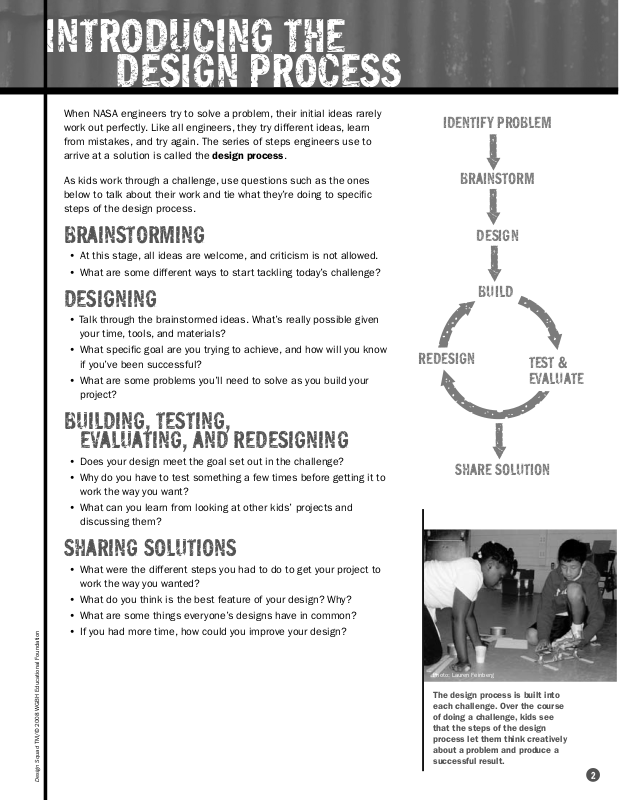 INTRODUCING THE
DESIGN PROCESS
When NASA engineers try to solve a problem, their initial ideas rarely
work out perfectly. Like all engineers, they try different ideas, learn
from mistakes, and try again. The series of steps engineers use to
arrive at a solution is called the design process.
As kids work through a challenge, use questions such as the ones
below to talk about their work and tie what they're doing to specific
steps of the design process.
BRAINSTORMING
• At this stage, all ideas are welcome, and criticism is not allowed.
• What are some different ways to start tackling today's challenge?
DESIGNING
• Talk through the brainstormed ideas. What's really possible given
your time, tools, and materials?
• What specific goal are you trying to achieve, and how will you know
if you've been successful?
• What are some problems you'll need to solve as you build your
project?
BUILDING, TESTING,
EVALUATING, AND REDESIGNING
• Does your design meet the goal set out in the challenge?
• Why do you have to test something a few times before getting it to
work the way you want?
• What can you learn from looking at other kids' projects and
discussing them?
SHARING SOLUTIONS
• What were the different steps you had to do to get your project to
work the way you wanted?
• What do you think is the best feature of your design? Why?
• What are some things everyone's designs have in common?
• If you had more time, how could you improve your design?
IDENTIFY PROBLEM
BRAINSTORM
DESIGN
BUILD
REDESIGN
TEST &
EVALUATE
SHARE SOLUTION
Photo: Lauren Feinberg
The design process is built into
each challenge. Over the course
of doing a challenge, kids see
that the steps of the design
process let them think creatively
about a problem and produce a
successful result.
Design Squad TM/© 2008 WGBH Educational Foundation
2